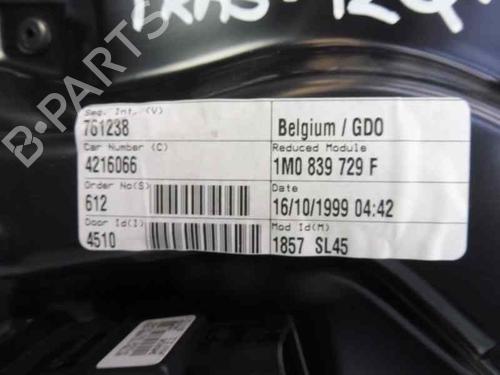 TRAS-IZQ
Seq. Int. (V)
761238
Belgium / GDO
Car Number (C)
4216066
Reduced Module
1M0 839 729 F
Order No(S)
612
Date
16/10/1999 04:42
Door Id(I)
4510
Mod Id(M)
1857 SL45